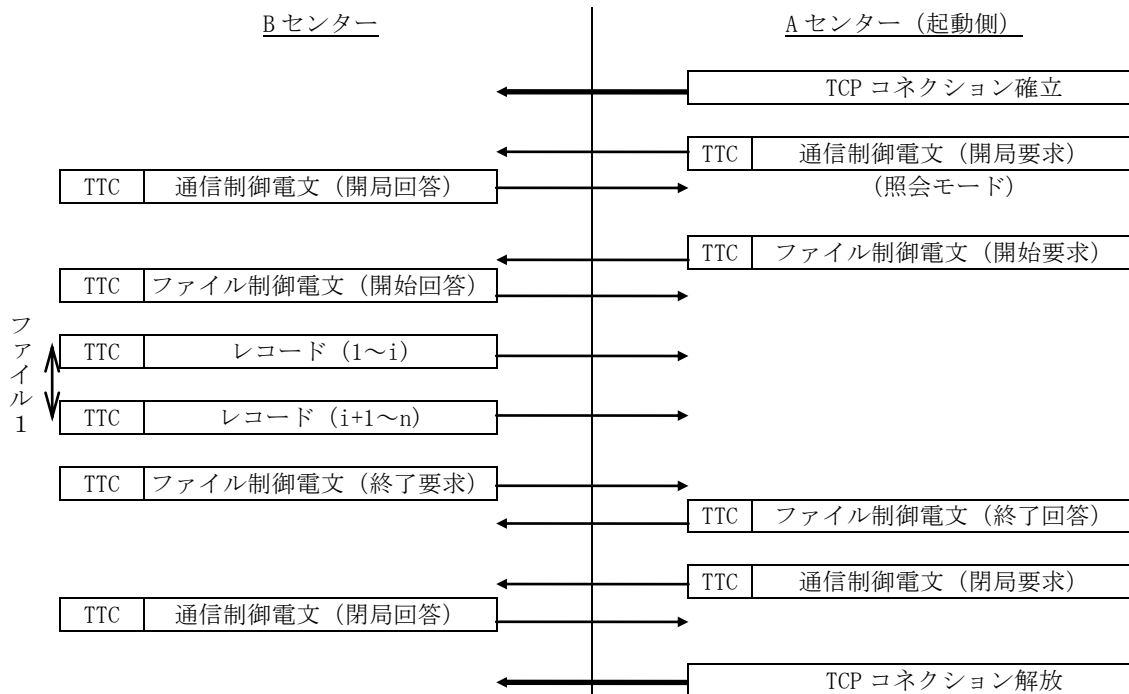 Bセンター
Aセンター（起動側）
TCPコネクション確立
TTC 通信制御電文（開局要求）
TTC 通信制御電文（開局回答）
（照会モード）
TTC ファイル制御電文（開始要求）
TTC ファイル制御電文（開始回答）
ファイル1
TTC レコード（1～i）
TTC レコード（i+1～n）
TTC ファイル制御電文（終了要求）
TTC ファイル制御電文（終了回答）
TTC 通信制御電文（閉局要求）
TTC 通信制御電文（閉局回答）
TCPコネクション解放